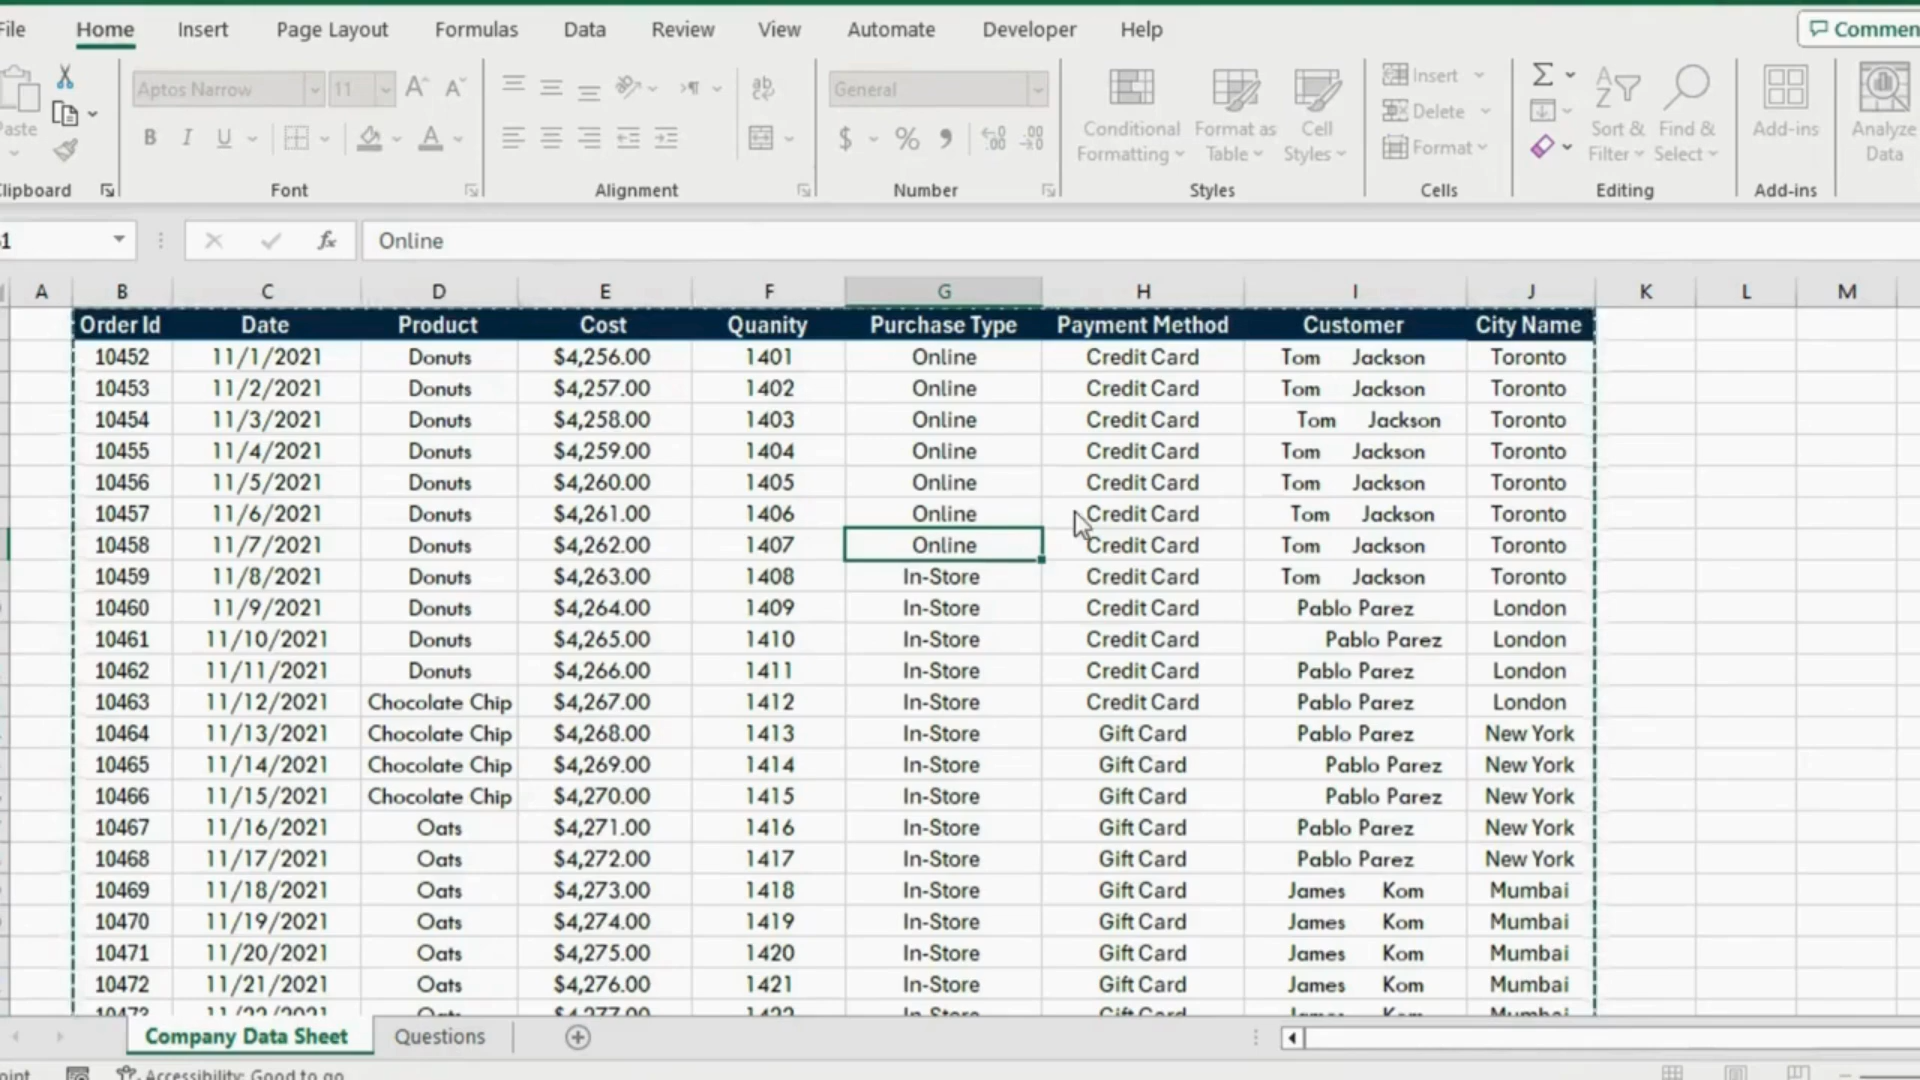 File Home Insert Page Layout Formulas Data Review View Automate Developer Help Commen
Paste Aptos Narrow 11 General Conditional Formatting Format as Table Cell Styles Insert Delete Format Sort & Filter Find & Select Add-ins Analyze Data
Clipboard Font Alignment Number Styles Cells Editing Add-ins
Online
A B C D E F G H I J K L M
Order Id Date Product Cost Quanity Purchase Type Payment Method Customer City Name
10452 11/1/2021 Donuts $4,256.00 1401 Online Credit Card Tom Jackson Toronto
10453 11/2/2021 Donuts $4,257.00 1402 Online Credit Card Tom Jackson Toronto
10454 11/3/2021 Donuts $4,258.00 1403 Online Credit Card Tom Jackson Toronto
10455 11/4/2021 Donuts $4,259.00 1404 Online Credit Card Tom Jackson Toronto
10456 11/5/2021 Donuts $4,260.00 1405 Online Credit Card Tom Jackson Toronto
10457 11/6/2021 Donuts $4,261.00 1406 Online Credit Card Tom Jackson Toronto
10458 11/7/2021 Donuts $4,262.00 1407 Online Credit Card Tom Jackson Toronto
10459 11/8/2021 Donuts $4,263.00 1408 In-Store Credit Card Tom Jackson Toronto
10460 11/9/2021 Donuts $4,264.00 1409 In-Store Credit Card Pablo Parez London
10461 11/10/2021 Donuts $4,265.00 1410 In-Store Credit Card Pablo Parez London
10462 11/11/2021 Donuts $4,266.00 1411 In-Store Credit Card Pablo Parez London
10463 11/12/2021 Chocolate Chip $4,267.00 1412 In-Store Credit Card Pablo Parez London
10464 11/13/2021 Chocolate Chip $4,268.00 1413 In-Store Gift Card Pablo Parez New York
10465 11/14/2021 Chocolate Chip $4,269.00 1414 In-Store Gift Card Pablo Parez New York
10466 11/15/2021 Chocolate Chip $4,270.00 1415 In-Store Gift Card Pablo Parez New York
10467 11/16/2021 Oats $4,271.00 1416 In-Store Gift Card Pablo Parez New York
10468 11/17/2021 Oats $4,272.00 1417 In-Store Gift Card Pablo Parez New York
10469 11/18/2021 Oats $4,273.00 1418 In-Store Gift Card James Kom Mumbai
10470 11/19/2021 Oats $4,274.00 1419 In-Store Gift Card James Kom Mumbai
10471 11/20/2021 Oats $4,275.00 1420 In-Store Gift Card James Kom Mumbai
10472 11/21/2021 Oats $4,276.00 1421 In-Store Gift Card James Kom Mumbai
Company Data Sheet Questions
Accessibility: Good to go